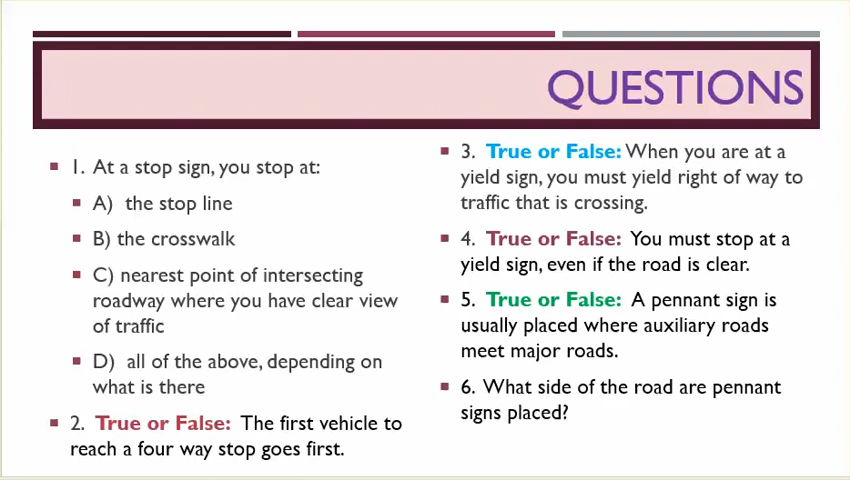 QUESTIONS
1. At a stop sign, you stop at:
A) the stop line
B) the crosswalk
C) nearest point of intersecting
roadway where you have clear view
of traffic
D) all of the above, depending on
what is there
2. True or False: The first vehicle to
reach a four way stop goes first.
3. True or False: When you are at a
yield sign, you must yield right of way to
traffic that is crossing.
4. True or False: You must stop at a
yield sign, even if the road is clear.
5. True or False: A pennant sign is
usually placed where auxiliary roads
meet major roads.
6. What side of the road are pennant
signs placed?